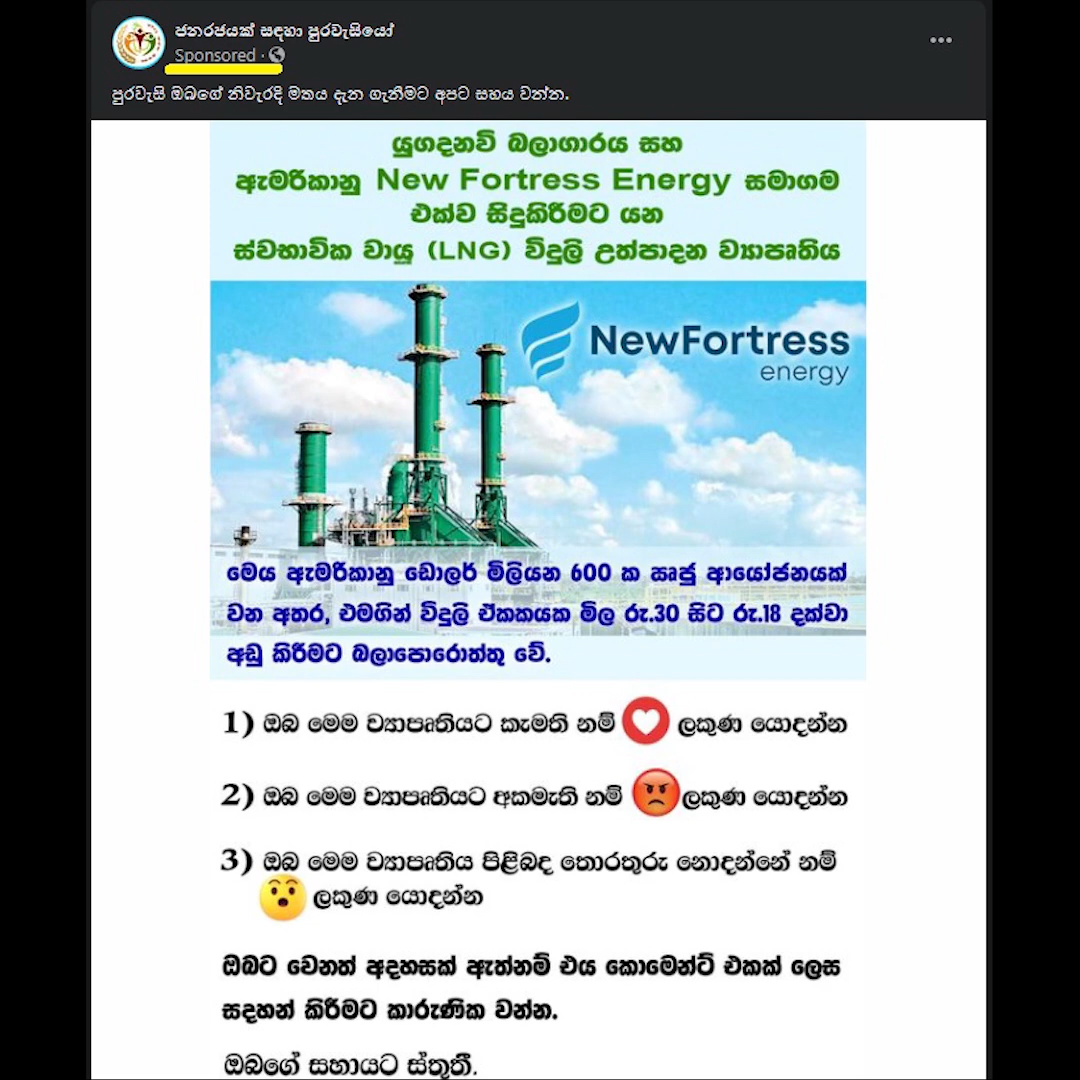 ජනරජයක් සඳහා පුරවැසියෝ
Sponsored ·
පුරවැසි ඔබගේ නිවැරදි මතය දැන ගැනීමට අපට සහය වන්න.
යුගදනවි බලාගාරය සහ
ඇමරිකානු New Fortress Energy සමාගම
එක්ව සිදුකිරීමට යන
ස්වභාවික වායු (LNG) විදුලි උත්පාදන ව්‍යාපෘතිය
NewFortress
energy
මෙය ඇමරිකානු ඩොලර් මිලියන 600 ක ඍජු ආයෝජනයක්
වන අතර, එමගින් විදුලි ඒකකයක මිල රු.30 සිට රු.18 දක්වා
අඩු කිරීමට බලාපොරොත්තු වේ.
1) ඔබ මෙම ව්‍යාපෘතියට කැමති නම් ලකුණ යොදන්න
2) ඔබ මෙම ව්‍යාපෘතියට අකමැති නම් ලකුණ යොදන්න
3) ඔබ මෙම ව්‍යාපෘතිය පිළිබද තොරතුරු නොදන්නේ නම්
ලකුණ යොදන්න
ඔබට වෙනත් අදහසක් ඇත්නම් එය කොමෙන්ට් එකක් ලෙස
සදහන් කිරීමට කාරුණික වන්න.
ඔබගේ සහායට ස්තුතී.